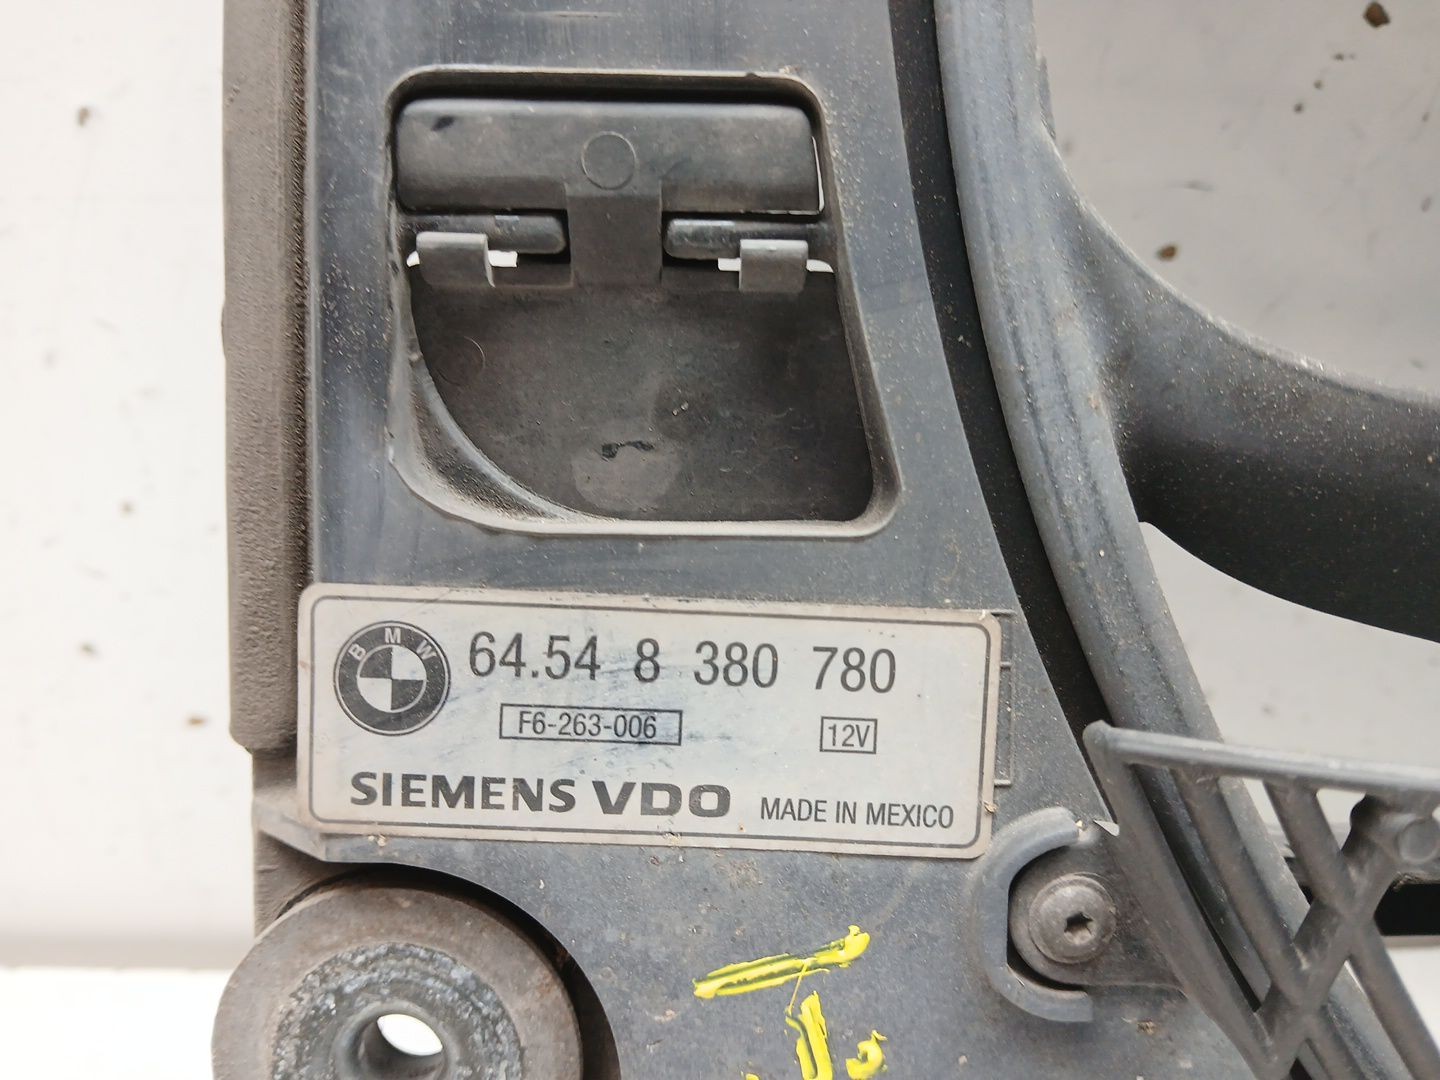 BMW
64.54 8 380 780
F6-263-006 12V
SIEMENS VDO MADE IN MEXICO